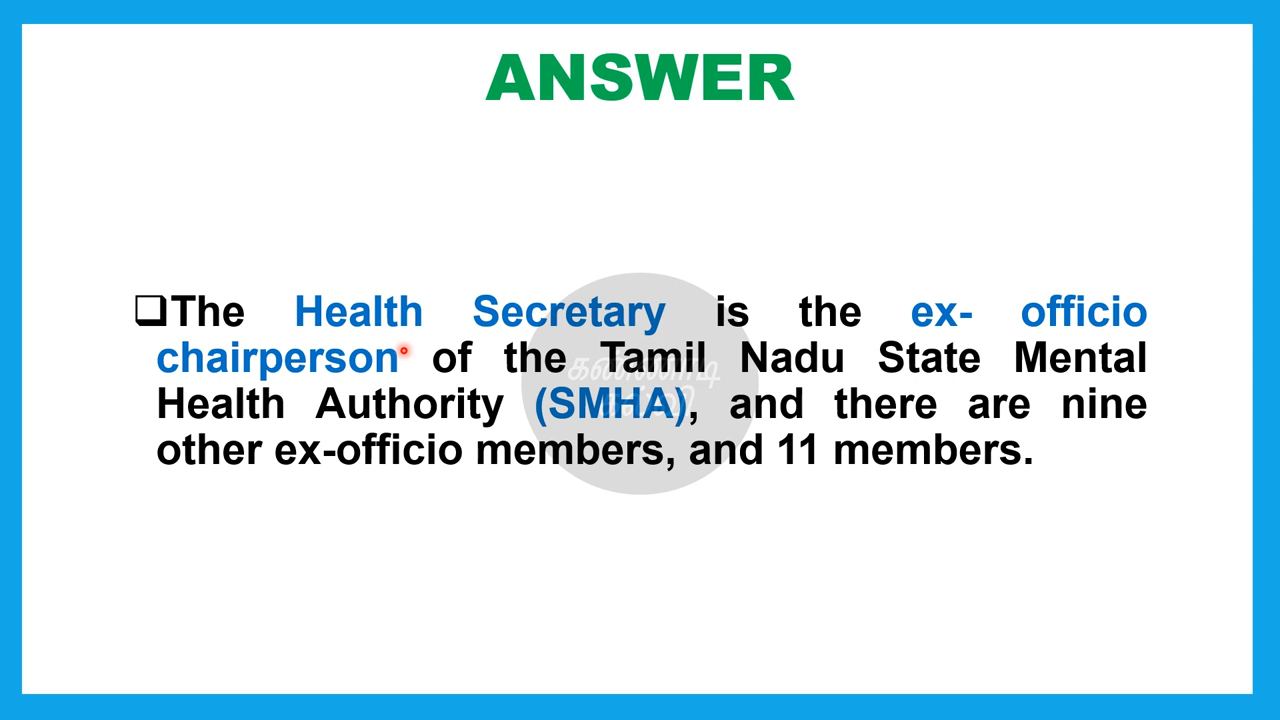 ANSWER
❑The Health Secretary is the ex- officio
chairperson of the Tamil Nadu State Mental
Health Authority (SMHA), and there are nine
other ex-officio members, and 11 members.